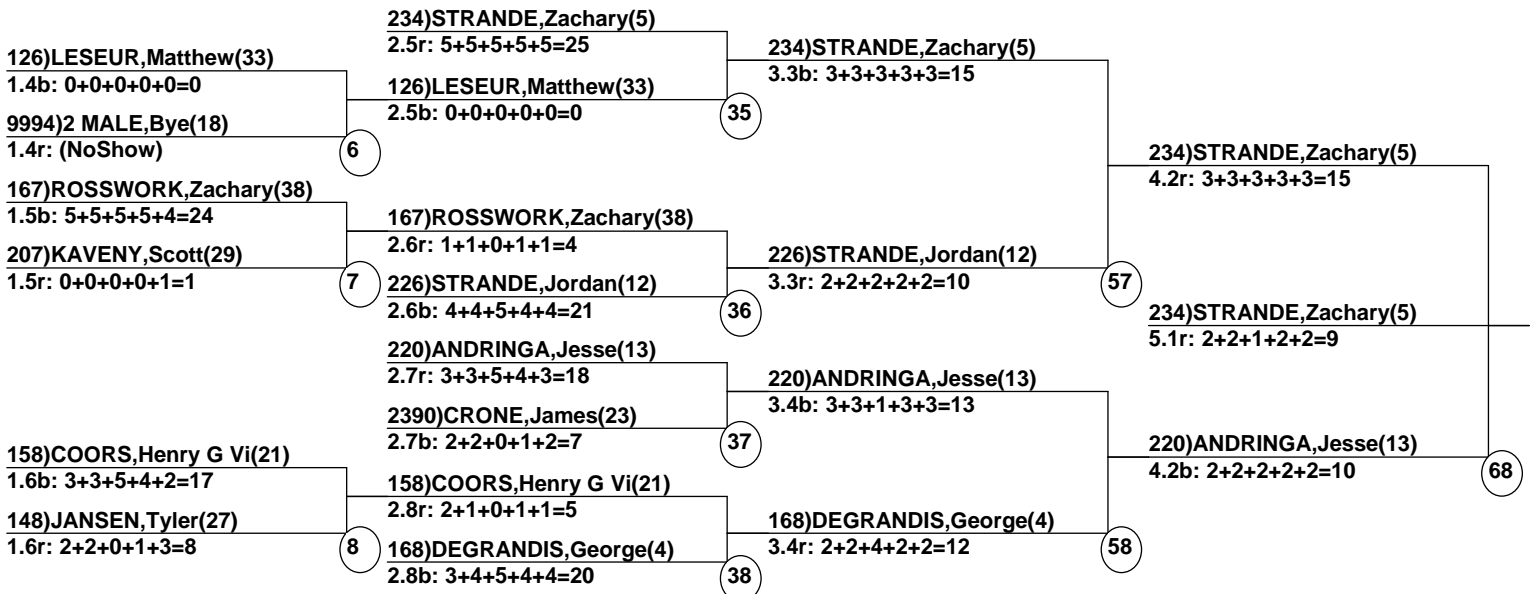 126)LESEUR,Matthew(33)
1.4b: 0+0+0+0+0=0
9994)2 MALE,Bye(18)
1.4r: (NoShow)
6
167)ROSSWORK,Zachary(38)
1.5b: 5+5+5+5+4=24
207)KAVENY,Scott(29)
1.5r: 0+0+0+0+1=1
7
158)COORS,Henry G Vi(21)
1.6b: 3+3+5+4+2=17
148)JANSEN,Tyler(27)
1.6r: 2+2+0+1+3=8
8
234)STRANDE,Zachary(5)
2.5r: 5+5+5+5+5=25
126)LESEUR,Matthew(33)
2.5b: 0+0+0+0+0=0
35
167)ROSSWORK,Zachary(38)
2.6r: 1+1+0+1+1=4
226)STRANDE,Jordan(12)
2.6b: 4+4+5+4+4=21
36
220)ANDRINGA,Jesse(13)
2.7r: 3+3+5+4+3=18
2390)CRONE,James(23)
2.7b: 2+2+0+1+2=7
37
158)COORS,Henry G Vi(21)
2.8r: 2+1+0+1+1=5
168)DEGRANDIS,George(4)
2.8b: 3+4+5+4+4=20
38
234)STRANDE,Zachary(5)
3.3b: 3+3+3+3+3=15
226)STRANDE,Jordan(12)
3.3r: 2+2+2+2+2=10
57
220)ANDRINGA,Jesse(13)
3.4b: 3+3+1+3+3=13
168)DEGRANDIS,George(4)
3.4r: 2+2+4+2+2=12
58
234)STRANDE,Zachary(5)
4.2r: 3+3+3+3+3=15
234)STRANDE,Zachary(5)
5.1r: 2+2+1+2+2=9
220)ANDRINGA,Jesse(13)
4.2b: 2+2+2+2+2=10
68